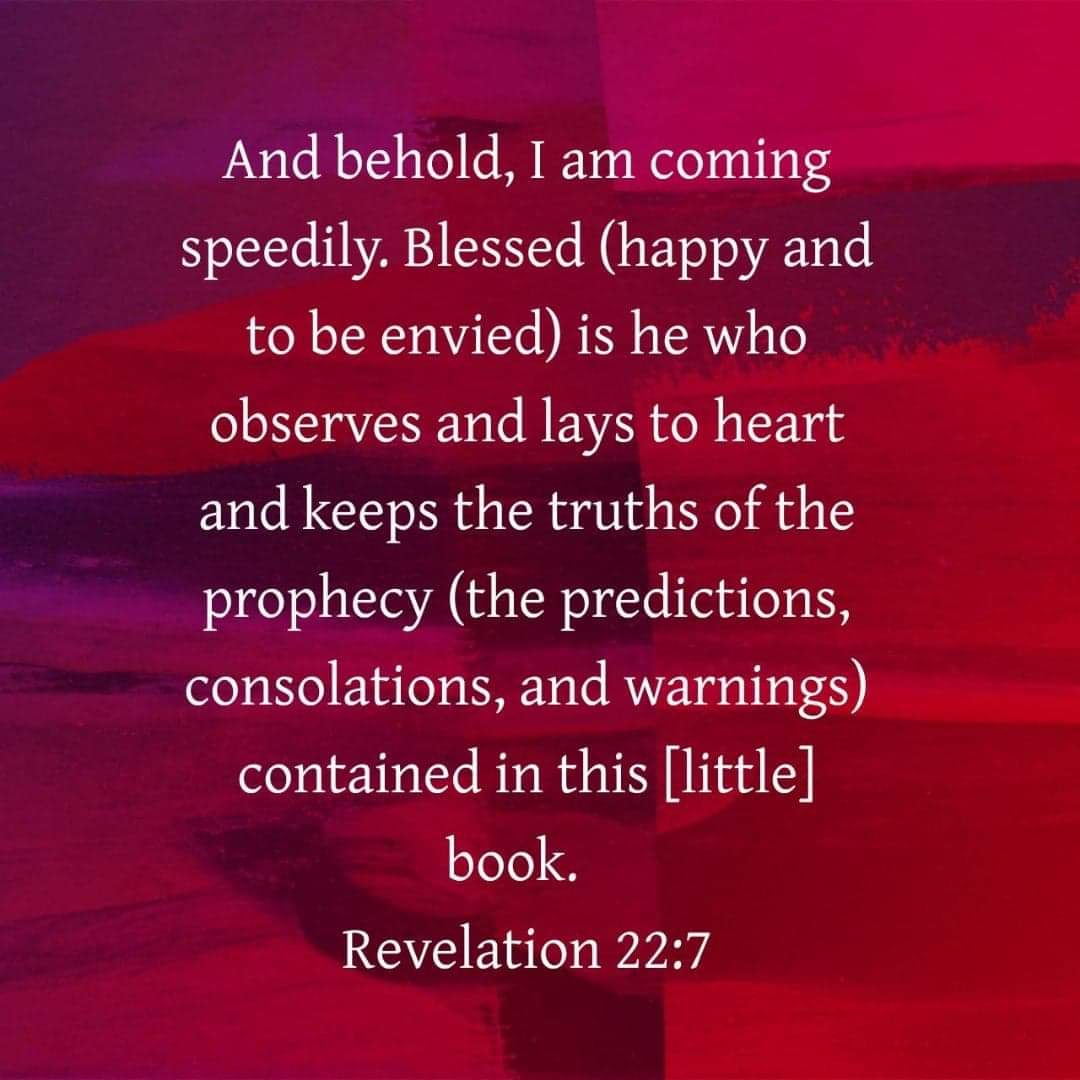 And behold, I am coming
speedily. Blessed (happy and
to be envied) is he who
observes and lays to heart
and keeps the truths of the
prophecy (the predictions,
consolations, and warnings)
contained in this [little]
book.
Revelation 22:7